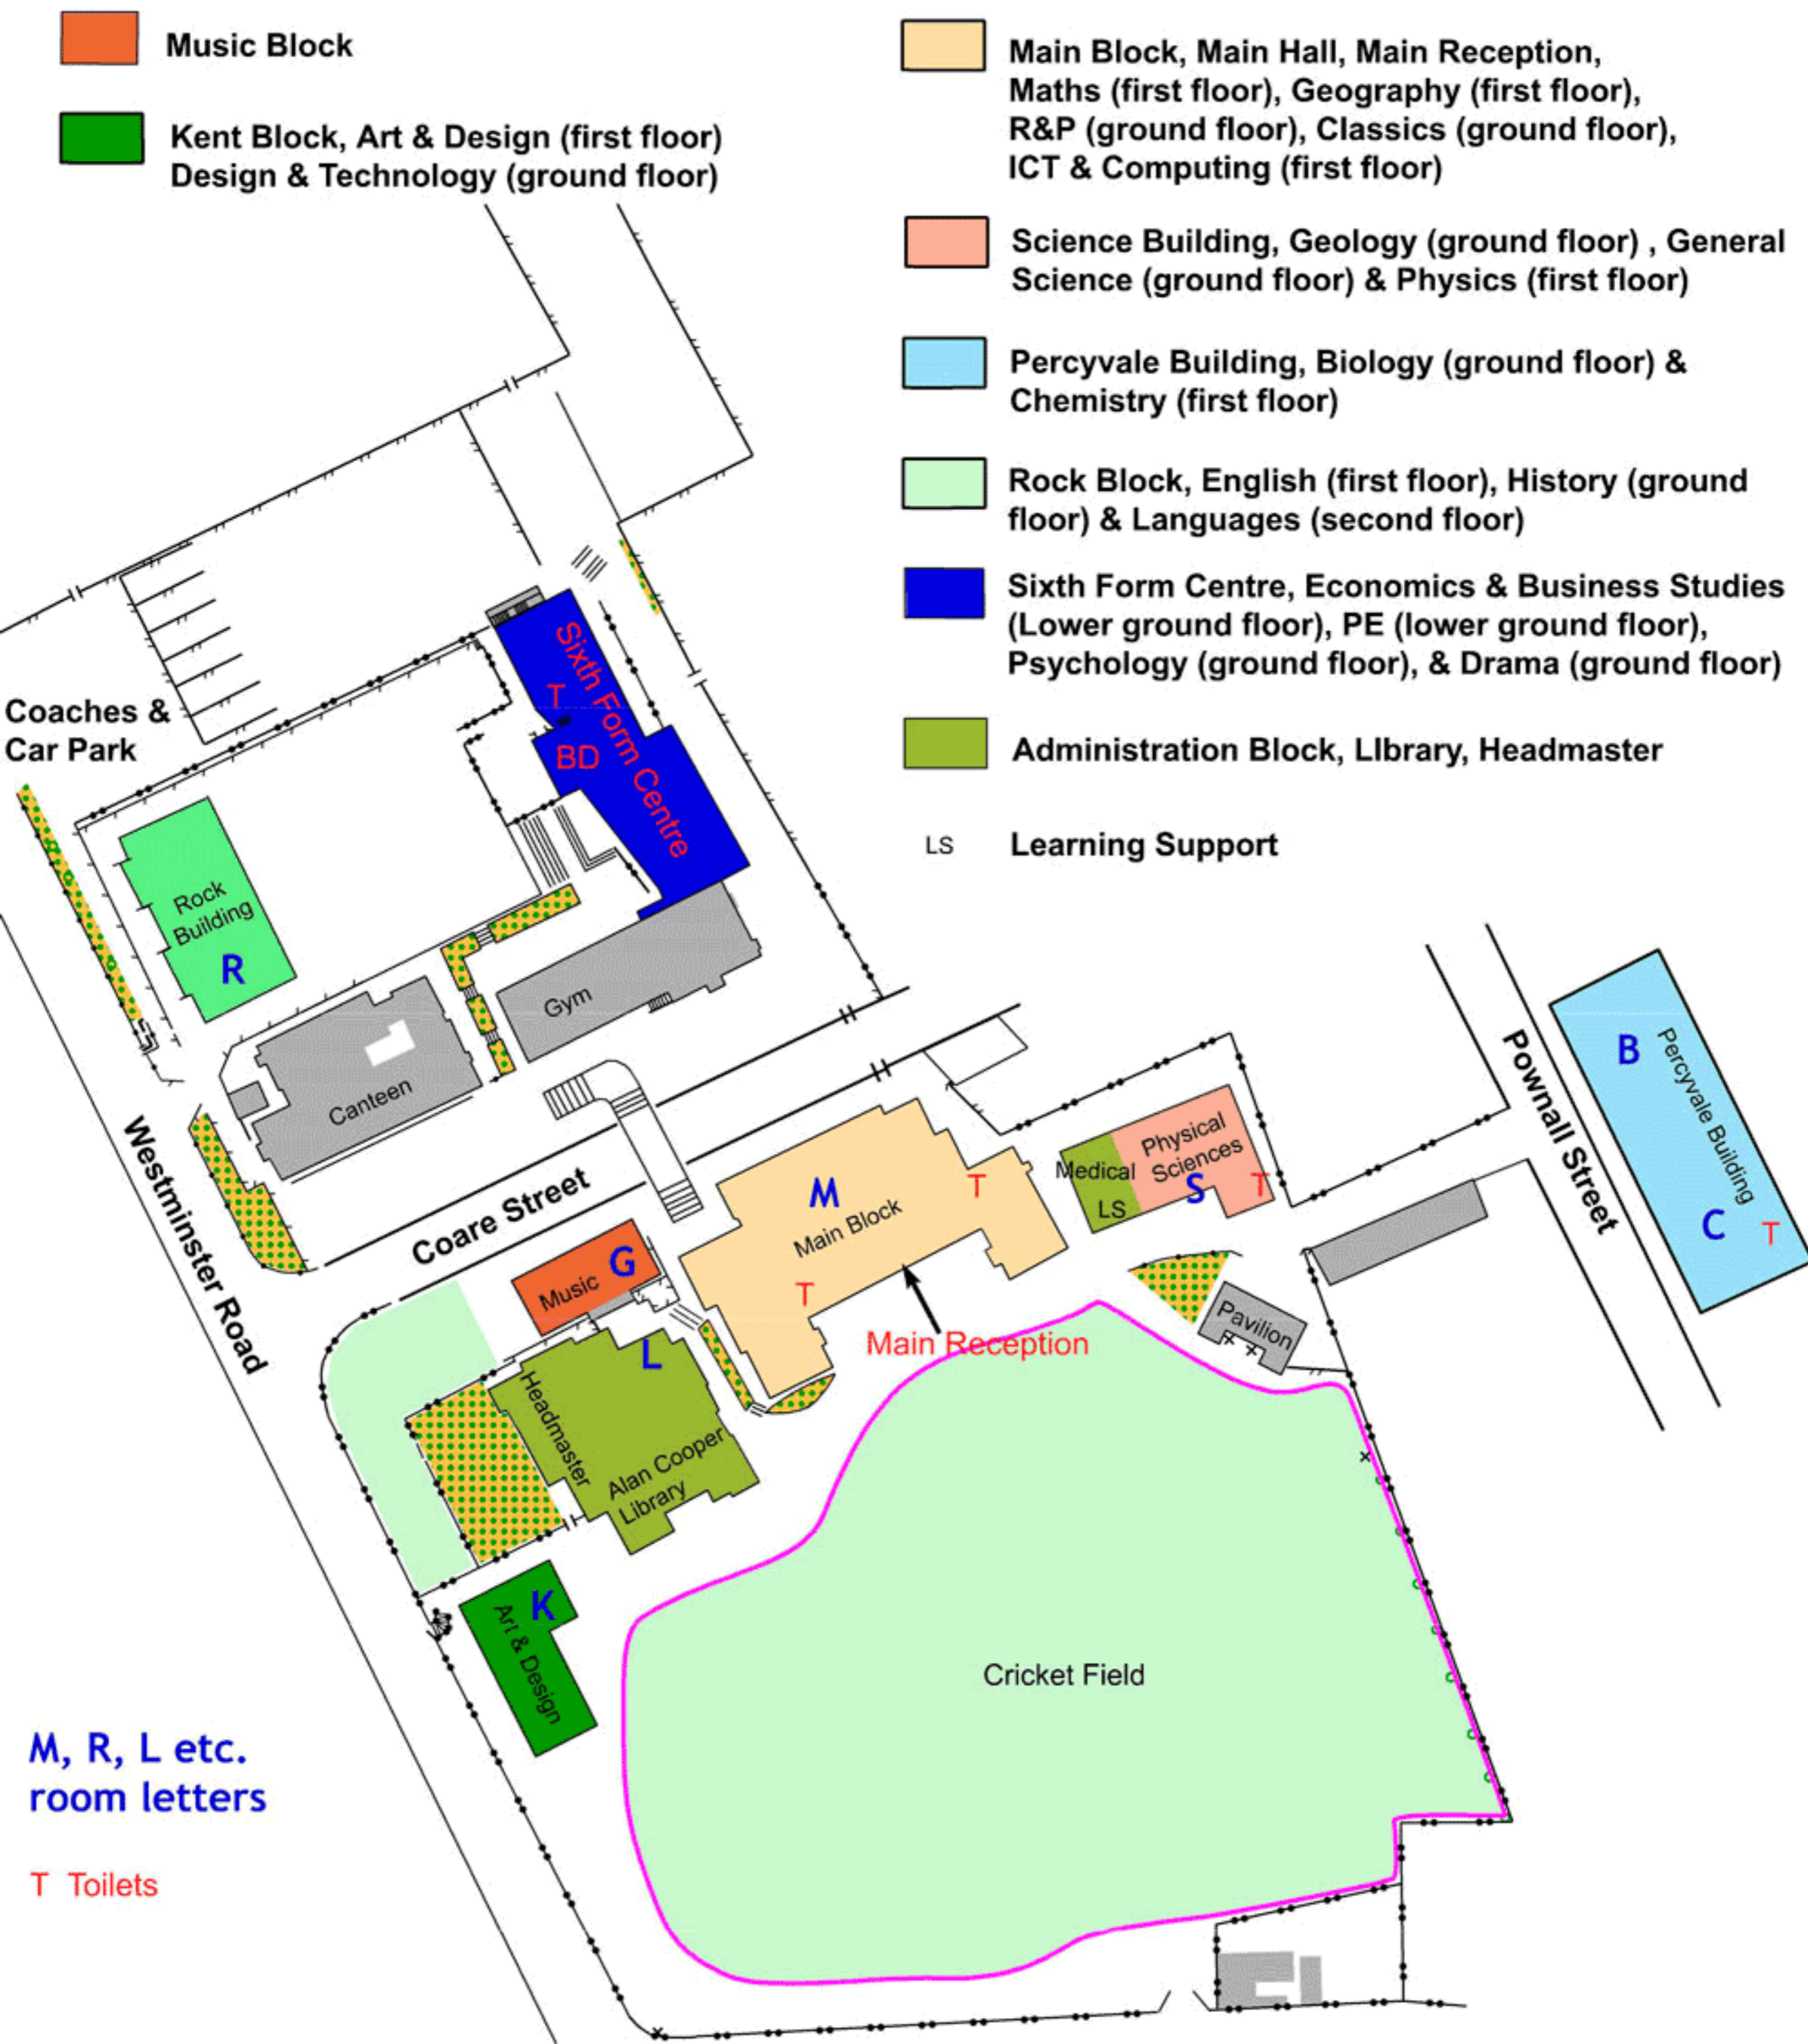 Music Block
Kent Block, Art & Design (first floor)
Design & Technology (ground floor)
Main Block, Main Hall, Main Reception,
Maths (first floor), Geography (first floor),
R&P (ground floor), Classics (ground floor),
ICT & Computing (first floor)
Science Building, Geology (ground floor) , General
Science (ground floor) & Physics (first floor)
Percyvale Building, Biology (ground floor) &
Chemistry (first floor)
Rock Block, English (first floor), History (ground
floor) & Languages (second floor)
Sixth Form Centre, Economics & Business Studies
(Lower ground floor), PE (lower ground floor),
Psychology (ground floor), & Drama (ground floor)
Administration Block, LIbrary, Headmaster
LS
Learning Support
Coaches &
Car Park
Sixth Form Centre
T
BD
Rock
Building
R
Gym
Canteen
Westminster Road
Coare Street
Pownall Street
B
Percyvale Building
C
T
M
Main Block
T
T
Medical
LS
Physical
Sciences
S
T
Music
G
Main Reception
Pavilion
L
Headmaster
Alan Cooper
Library
K
Art & Design
Cricket Field
M, R, L etc.
room letters
T Toilets